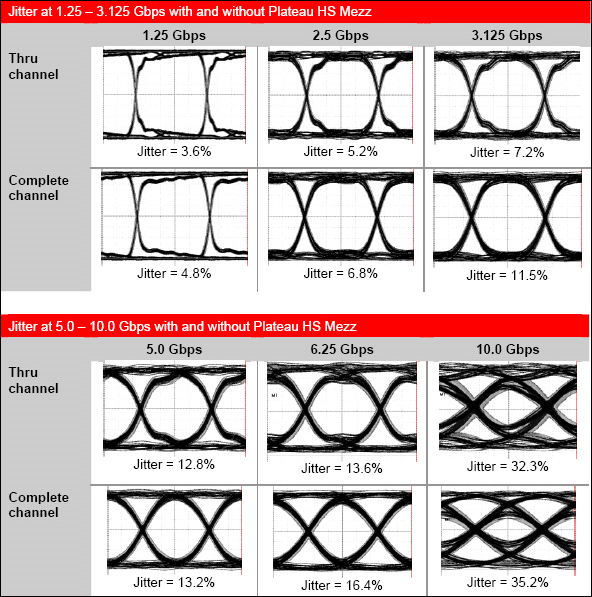 Jitter at 1.25 – 3.125 Gbps with and without Plateau HS Mezz
1.25 Gbps 2.5 Gbps 3.125 Gbps
Thru
channel
Jitter = 3.6% Jitter = 5.2% Jitter = 7.2%
Complete
channel
Jitter = 4.8% Jitter = 6.8% Jitter = 11.5%
Jitter at 5.0 – 10.0 Gbps with and without Plateau HS Mezz
5.0 Gbps 6.25 Gbps 10.0 Gbps
Thru
channel
Jitter = 12.8% Jitter = 13.6% Jitter = 32.3%
Complete
channel
Jitter = 13.2% Jitter = 16.4% Jitter = 35.2%